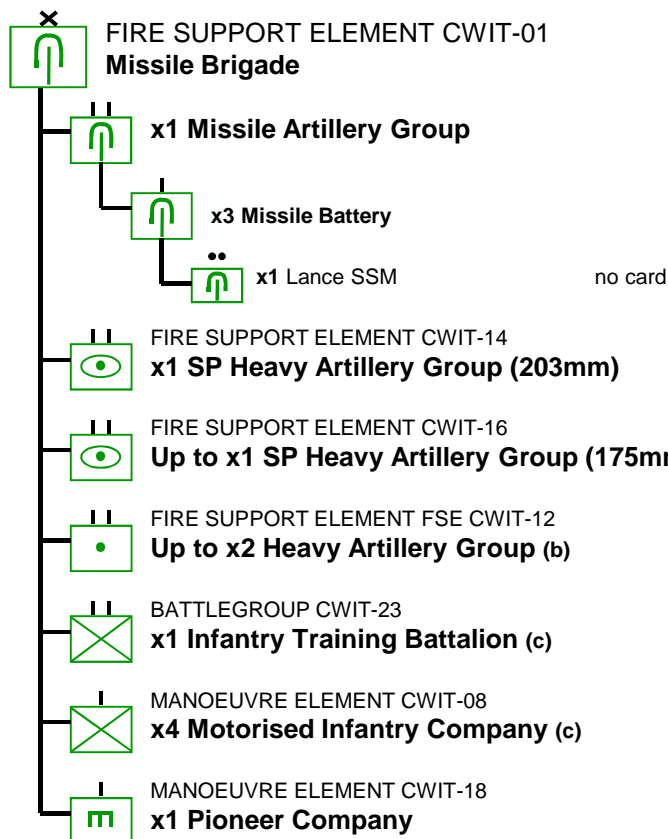 FIRE SUPPORT ELEMENT CWIT-01
Missile Brigade
x1 Missile Artillery Group
x3 Missile Battery
x1 Lance SSM no card
FIRE SUPPORT ELEMENT CWIT-14
x1 SP Heavy Artillery Group (203mm)
FIRE SUPPORT ELEMENT CWIT-16
Up to x1 SP Heavy Artillery Group
FIRE SUPPORT ELEMENT FSE CWIT-12
Up to x2 Heavy Artillery Group (b)
BATTLEGROUP CWIT-23
x1 Infantry Training Battalion (c)
MANOEUVRE ELEMENT CWIT-08
x4 Motorised Infantry Company (c)
MANOEUVRE ELEMENT CWIT-18
x1 Pioneer Company